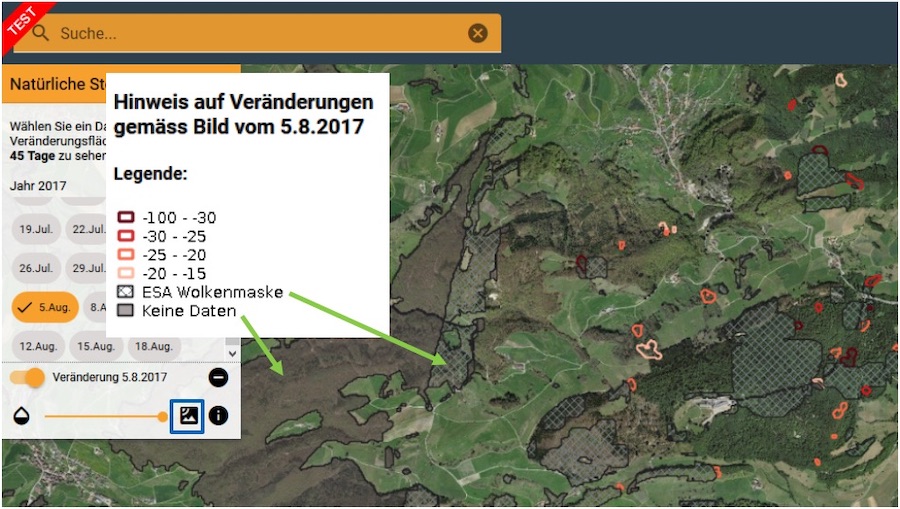 TEST
Suche...
Natürliche Stö
Hinweis auf Veränderungen
gemäss Bild vom 5.8.2017
Wählen Sie ein Da
Veränderungsfläc
45 Tage zu sehen
Jahr 2017
Legende:
19.Jul. 22.Jul.
26.Jul. 29.
5.Aug. 8.A
12.Aug. 15.Aug. 18.Aug.
-100 - -30
-30 - -25
-25 - -20
-20 - -15
ESA Wolkenmaske
Keine Daten
Veränderung 5.8.2017